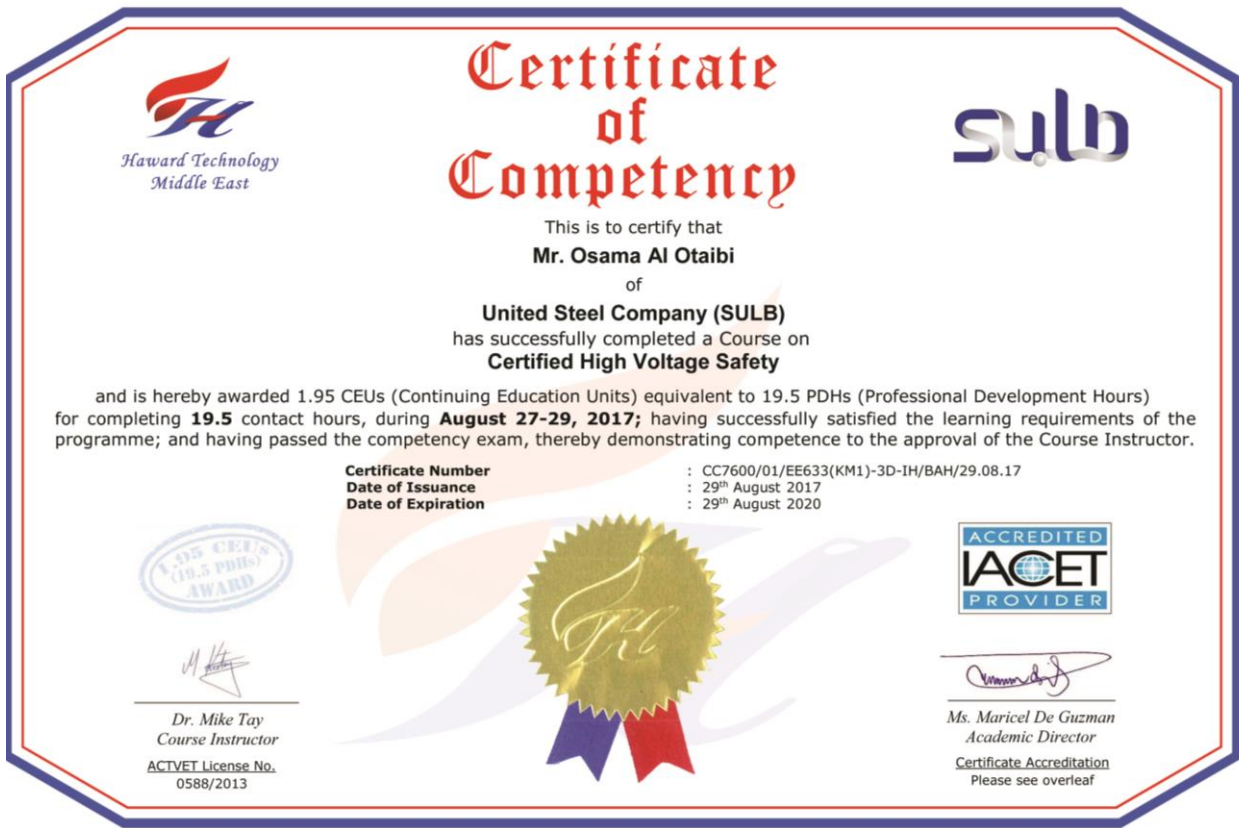 Certificate
of
Competency
Haward Technology
Middle East
sulb
This is to certify that
Mr. Osama Al Otaibi
of
United Steel Company (SULB)
has successfully completed a Course on
Certified High Voltage Safety
and is hereby awarded 1.95 CEUs (Continuing Education Units) equivalent to 19.5 PDHs (Professional Development Hours)
for completing 19.5 contact hours, during August 27-29, 2017; having successfully satisfied the learning requirements of the
programme; and having passed the competency exam, thereby demonstrating competence to the approval of the Course Instructor.
Certificate Number : CC7600/01/EE633(KM1)-3D-IH/BAH/29.08.17
Date of Issuance : 29th August 2017
Date of Expiration : 29th August 2020
1.95 CEUs
(19.5 PDHs)
AWARD
ACCREDITED
IACET
PROVIDER
Dr. Mike Tay
Course Instructor
ACTVET License No.
0588/2013
Ms. Maricel De Guzman
Academic Director
Certificate Accreditation
Please see overleaf